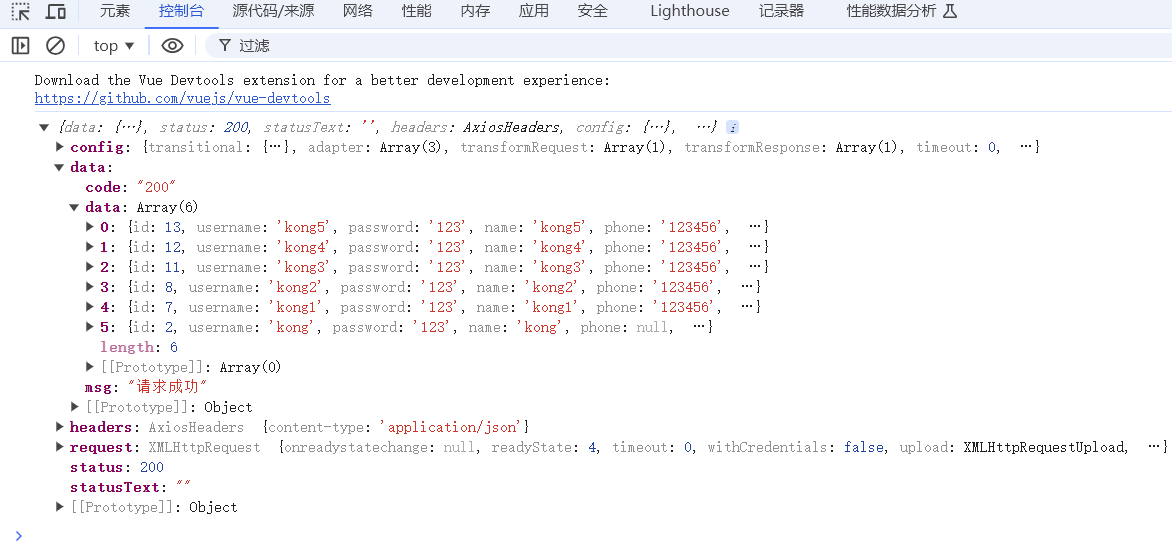 元素 控制台 源代码/来源 网络 性能 内存 应用 安全 Lighthouse 记录器 性能数据分析
top ▼ 过滤
Download the Vue Devtools extension for a better development experience:
https://github.com/vuejs/vue-devtools
▼ {data: {…}, status: 200, statusText: '', headers: AxiosHeaders, config: {…}, …} i
▶ config: {transitional: {…}, adapter: Array(3), transformRequest: Array(1), transformResponse: Array(1), timeout: 0, …}
▼ data:
code: "200"
▼ data: Array(6)
▶ 0: {id: 13, username: 'kong5', password: '123', name: 'kong5', phone: '123456', …}
▶ 1: {id: 12, username: 'kong4', password: '123', name: 'kong4', phone: '123456', …}
▶ 2: {id: 11, username: 'kong3', password: '123', name: 'kong3', phone: '123456', …}
▶ 3: {id: 8, username: 'kong2', password: '123', name: 'kong2', phone: '123456', …}
▶ 4: {id: 7, username: 'kong1', password: '123', name: 'kong1', phone: '123456', …}
▶ 5: {id: 2, username: 'kong', password: '123', name: 'kong', phone: null, …}
length: 6
▶ [[Prototype]]: Array(0)
msg: "请求成功"
▶ [[Prototype]]: Object
▶ headers: AxiosHeaders {content-type: 'application/json'}
▶ request: XMLHttpRequest {onreadystatechange: null, readyState: 4, timeout: 0, withCredentials: false, upload: XMLHttpRequestUpload, …}
status: 200
statusText: ""
▶ [[Prototype]]: Object
>